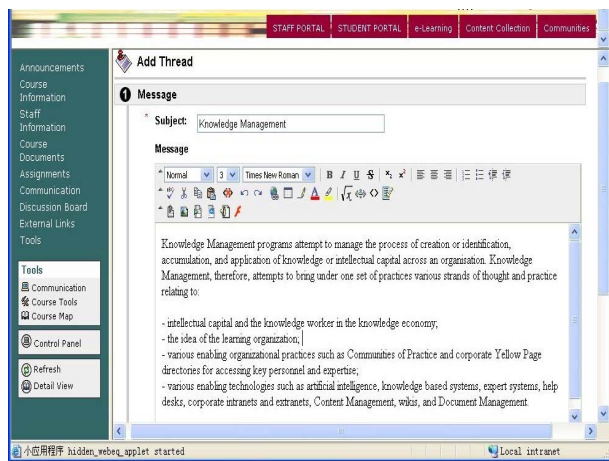 STAFF PORTAL STUDENT PORTAL e-Learning Content Collection Communities
Announcements
Course
Information
Staff
Information
Course
Documents
Assignments
Communication
Discussion Board
External Links
Tools
Tools
Communication
Course Tools
Course Map
Control Panel
Refresh
Detail View
Add Thread
1 Message
* Subject: Knowledge Management
Message
Normal 3 Times New Roman B I U S x₂ x²
Knowledge Management programs attempt to manage the process of creation or identification,
accumulation, and application of knowledge or intellectual capital across an organisation. Knowledge
Management, therefore, attempts to bring under one set of practices various strands of thought and practice
relating to:
- intellectual capital and the knowledge worker in the knowledge economy;
- the idea of the learning organization;
- various enabling organizational practices such as Communities of Practice and corporate Yellow Page
directories for accessing key personnel and expertise;
- various enabling technologies such as artificial intelligence, knowledge based systems, expert systems, help
desks, corporate intranets and extranets, Content Management, wikis, and Document Management.
小应用程序 hidden_webeq_applet started Local intranet